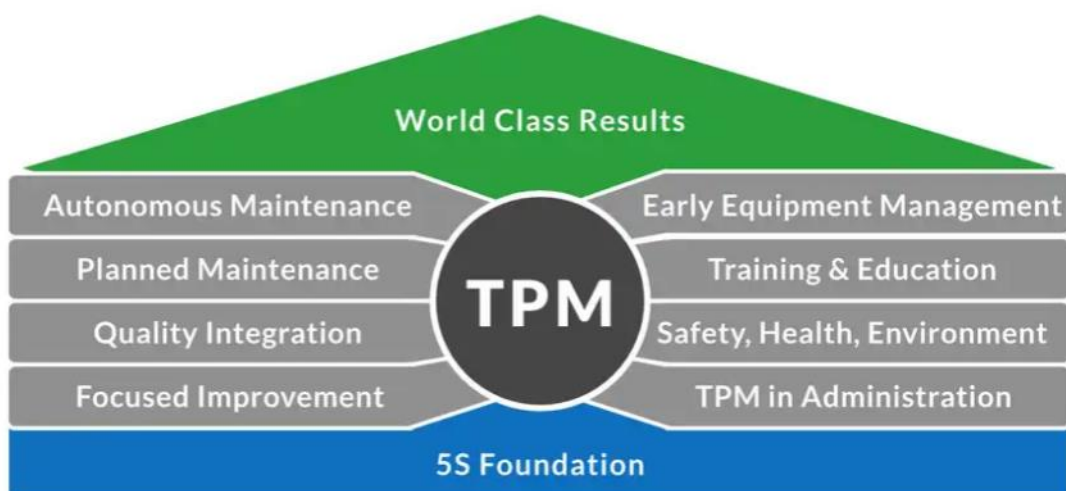 World Class Results
Autonomous Maintenance
Planned Maintenance
Quality Integration
Focused Improvement
TPM
Early Equipment Management
Training & Education
Safety, Health, Environment
TPM in Administration
5S Foundation